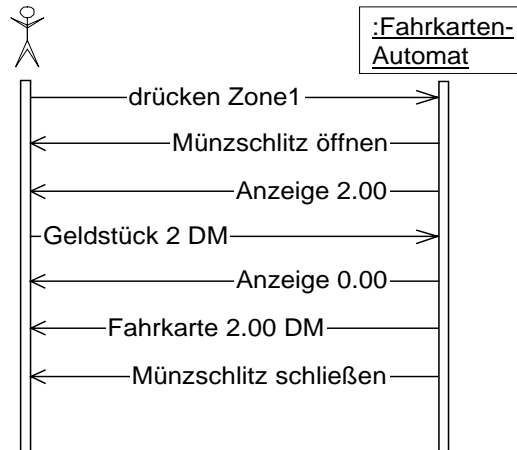 :Fahrkarten-
Automat
drücken Zone1
Münzschlitz öffnen
Anzeige 2.00
Geldstück 2 DM
Anzeige 0.00
Fahrkarte 2.00 DM
Münzschlitz schließen